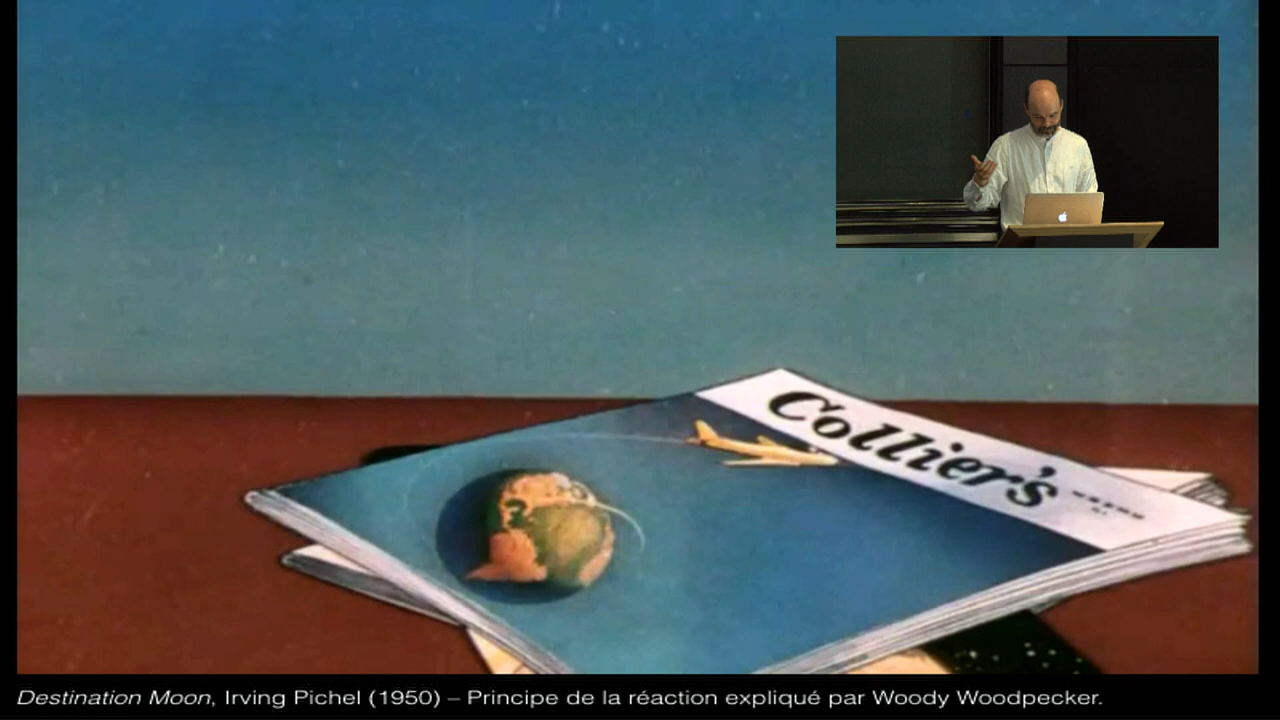 Collier's
Destination Moon, Irving Pichel (1950) – Principe de la réaction expliqué par Woody Woodpecker.